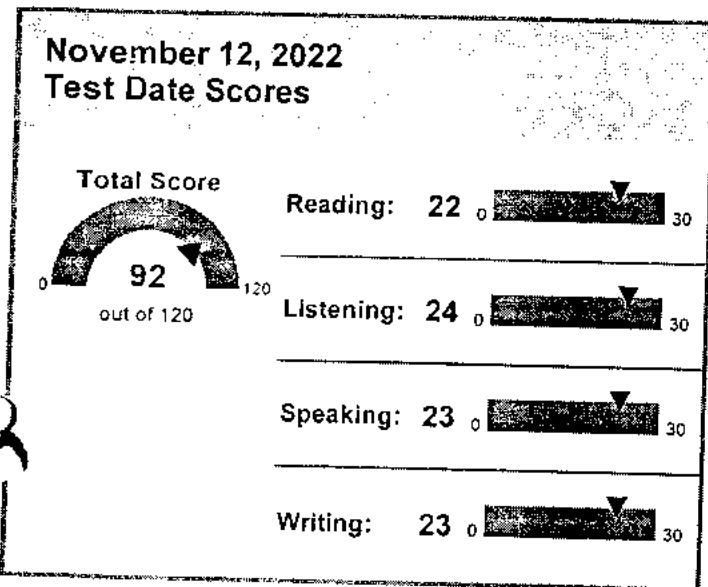 November 12, 2022
Test Date Scores
Total Score
0 120
92
out of 120
Reading: 22 0 30
Listening: 24 0 30
Speaking: 23 0 30
Writing: 23 0 30